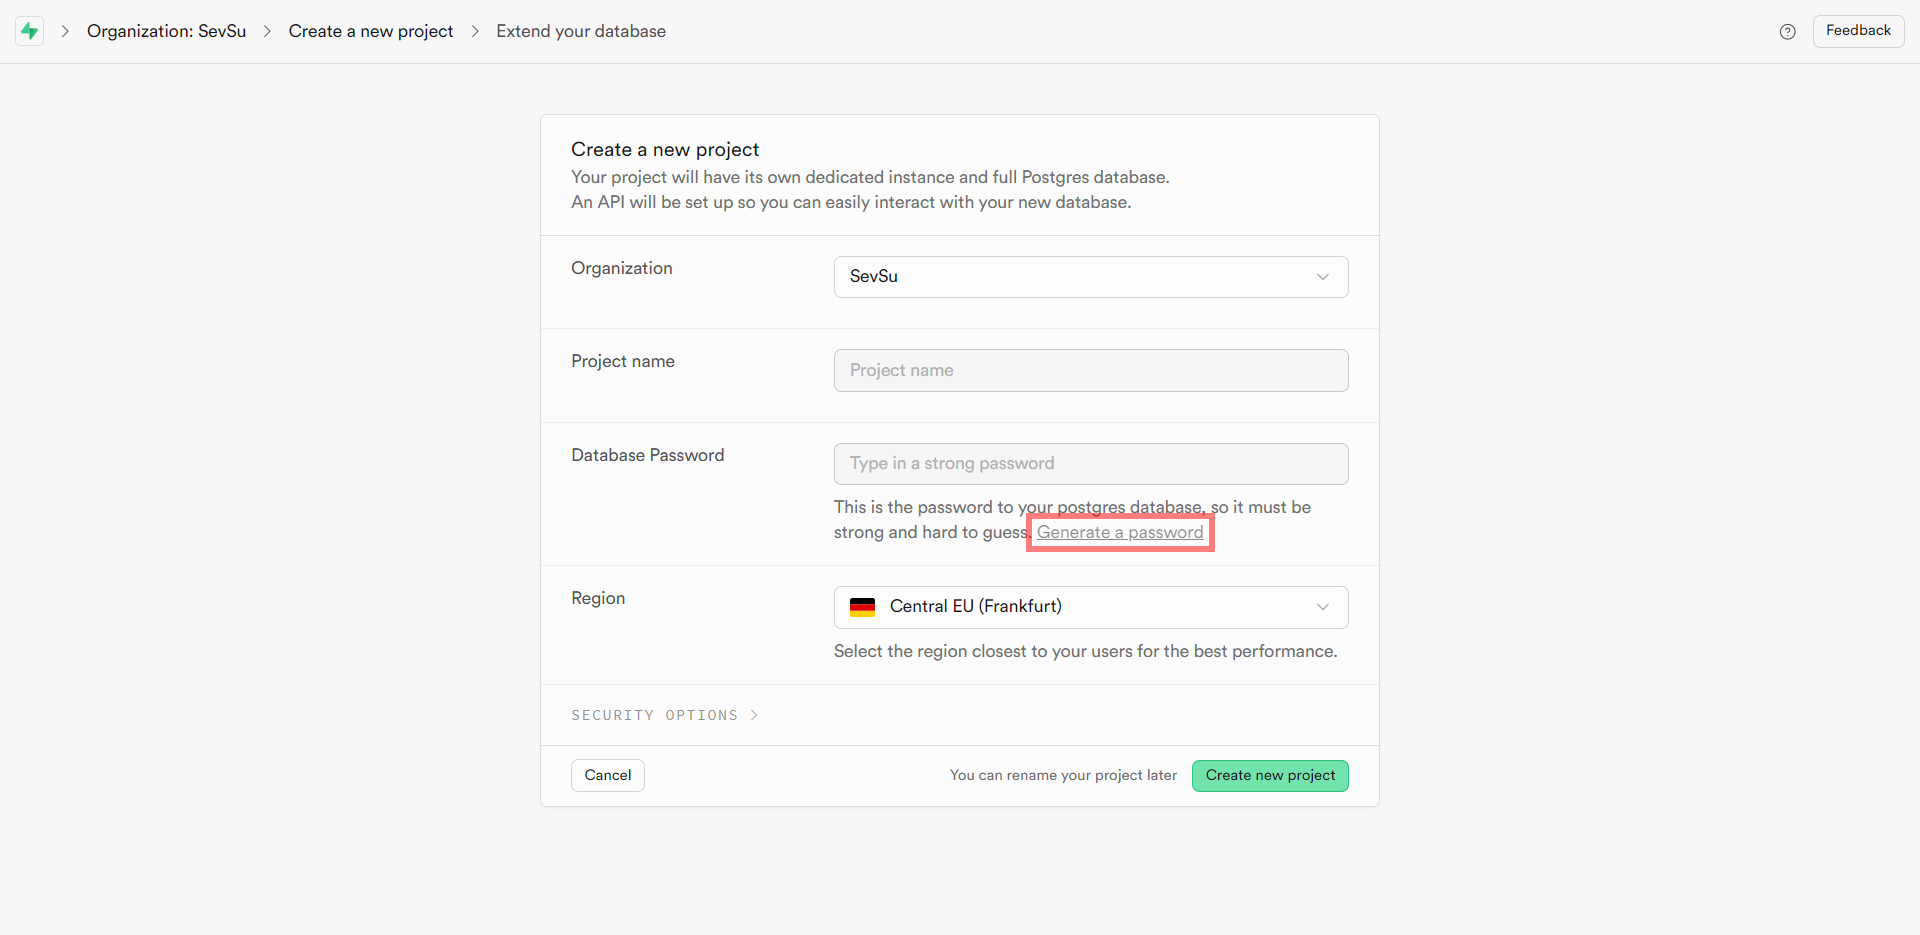 Organization: SevSu
Create a new project
Extend your database
Feedback
Create a new project
Your project will have its own dedicated instance and full Postgres database.
An API will be set up so you can easily interact with your new database.
Organization
SevSu
Project name
Project name
Database Password
Type in a strong password
This is the password to your postgres database, so it must be
strong and hard to guess. Generate a password
Region
Central EU (Frankfurt)
Select the region closest to your users for the best performance.
SECURITY OPTIONS
Cancel
You can rename your project later
Create new project